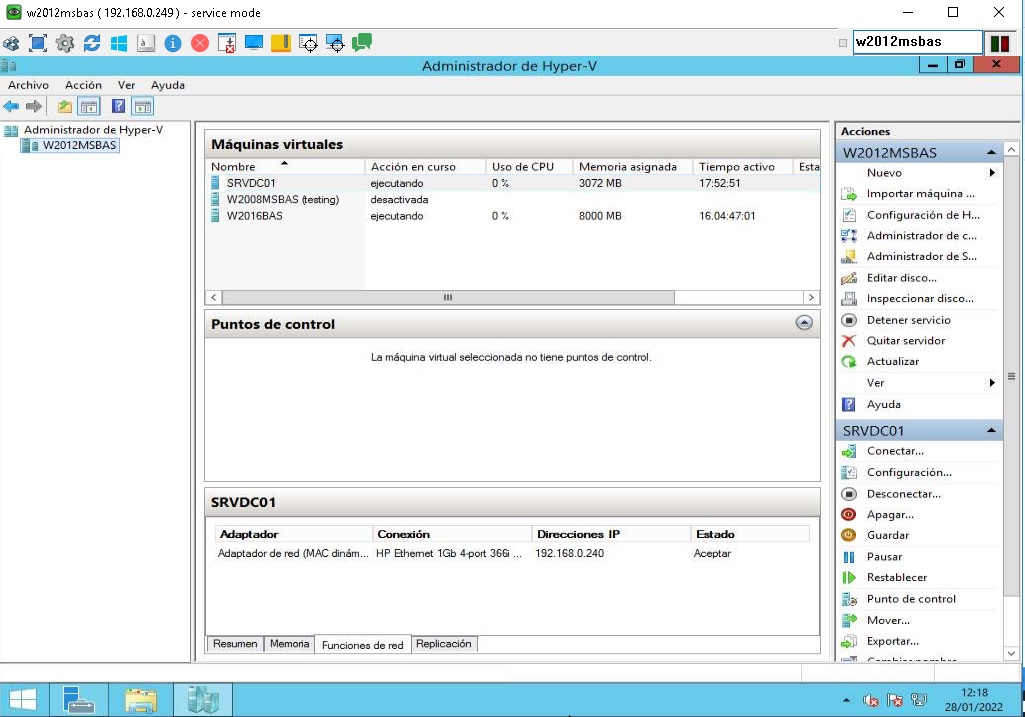 w2012msbas ( 192.168.0.249 ) - service mode
w2012msbas
Administrador de Hyper-V
Archivo Acción Ver Ayuda
Administrador de Hyper-V
W2012MSBAS
Máquinas virtuales
Nombre Acción en curso Uso de CPU Memoria asignada Tiempo activo Esta
SRVDC01 ejecutando 0 % 3072 MB 17:52:51
W2008MSBAS (testing) desactivada
W2016BAS ejecutando 0 % 8000 MB 16.04:47:01
Puntos de control
La máquina virtual seleccionada no tiene puntos de control.
SRVDC01
Adaptador Conexión Direcciones IP Estado
Adaptador de red (MAC dinám... HP Ethernet 1Gb 4-port 366i ... 192.168.0.240 Aceptar
Resumen Memoria Funciones de red Replicación
Acciones
W2012MSBAS
Nuevo
Importar máquina ...
Configuración de H...
Administrador de c...
Administrador de S...
Editar disco...
Inspeccionar disco...
Detener servicio
Quitar servidor
Actualizar
Ver
Ayuda
SRVDC01
Conectar...
Configuración...
Desconectar...
Apagar...
Guardar
Pausar
Restablecer
Punto de control
Mover...
Exportar...
12:18
28/01/2022